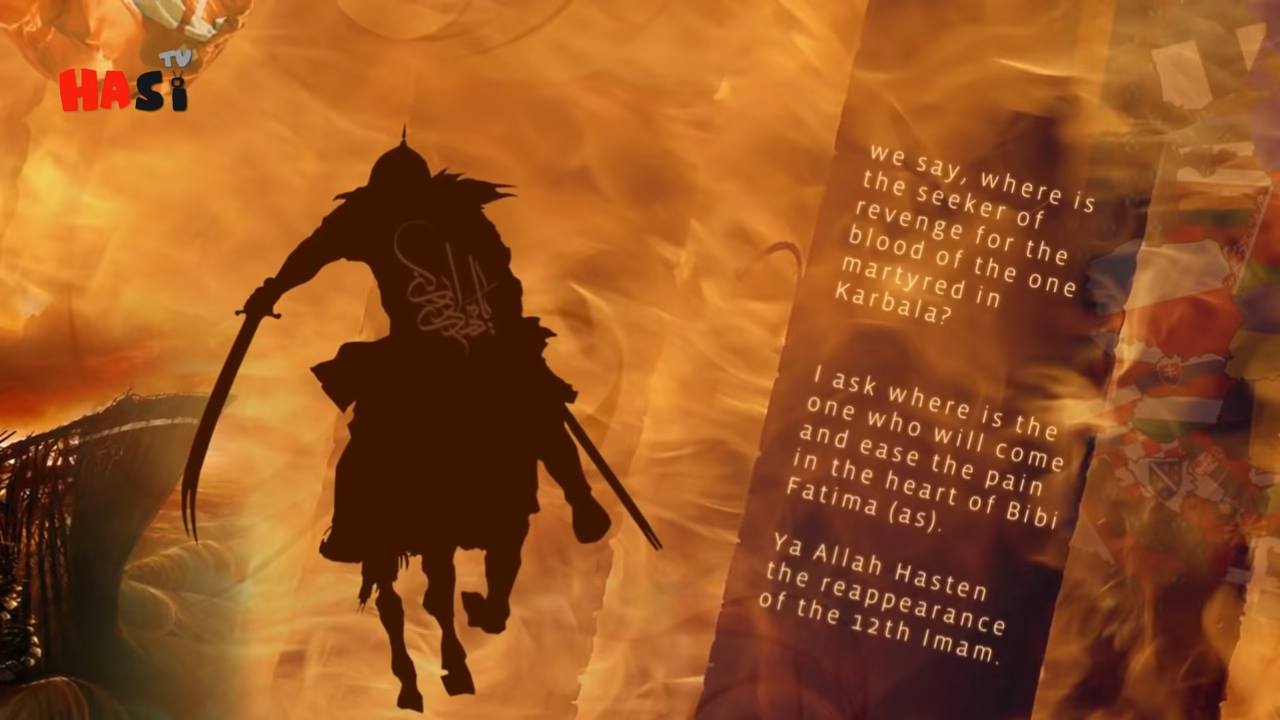 HASi TV
we say, where is
the seeker of
revenge for the
blood of the one
martyred in
Karbala?
I ask where is the
one who will come
and ease the pain
in the heart of Bibi
Fatima (as).
Ya Allah Hasten
the reappearance
of the 12th Imam.